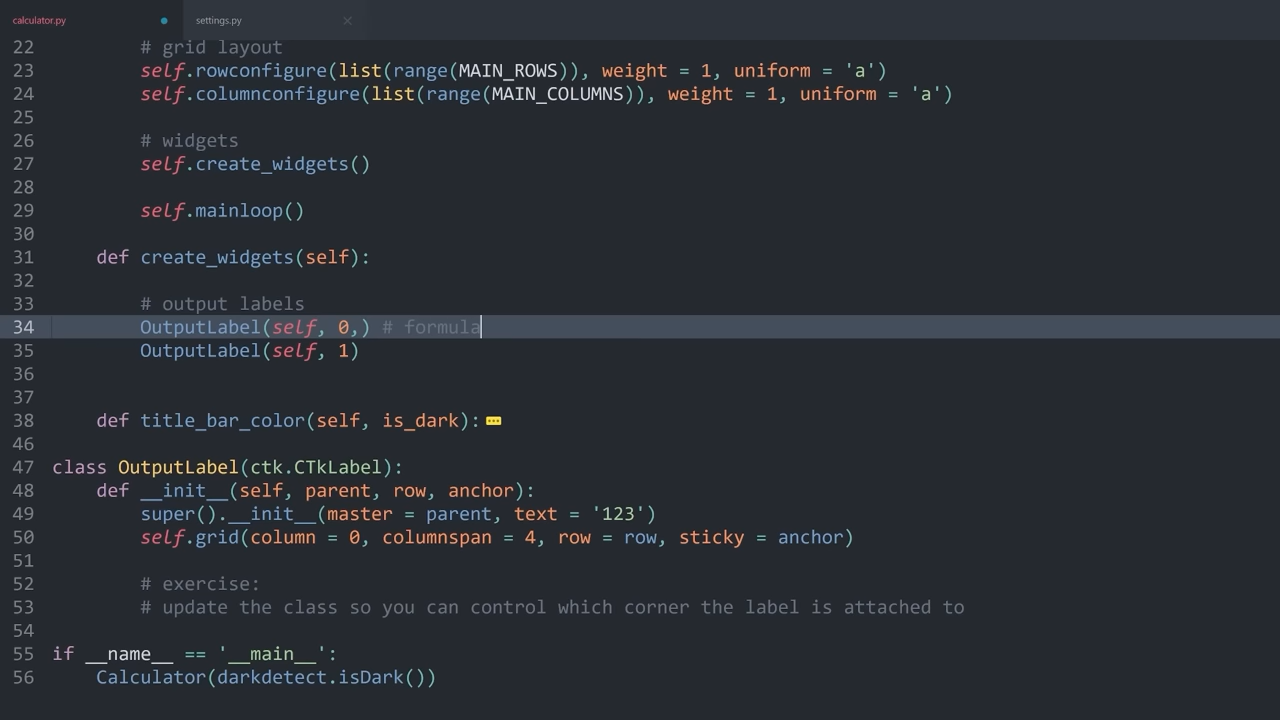 calculator.py settings.py
22 # grid layout
23 self.rowconfigure(list(range(MAIN_ROWS)), weight = 1, uniform = 'a')
24 self.columnconfigure(list(range(MAIN_COLUMNS)), weight = 1, uniform = 'a')
25
26 # widgets
27 self.create_widgets()
28
29 self.mainloop()
30
31 def create_widgets(self):
32
33 # output labels
34 OutputLabel(self, 0,) # formula
35 OutputLabel(self, 1)
36
37
38 def title_bar_color(self, is_dark):
46
47 class OutputLabel(ctk.CTkLabel):
48 def __init__(self, parent, row, anchor):
49 super().__init__(master = parent, text = '123')
50 self.grid(column = 0, columnspan = 4, row = row, sticky = anchor)
51
52 # exercise:
53 # update the class so you can control which corner the label is attached to
54
55 if __name__ == '__main__':
56 Calculator(darkdetect.isDark())